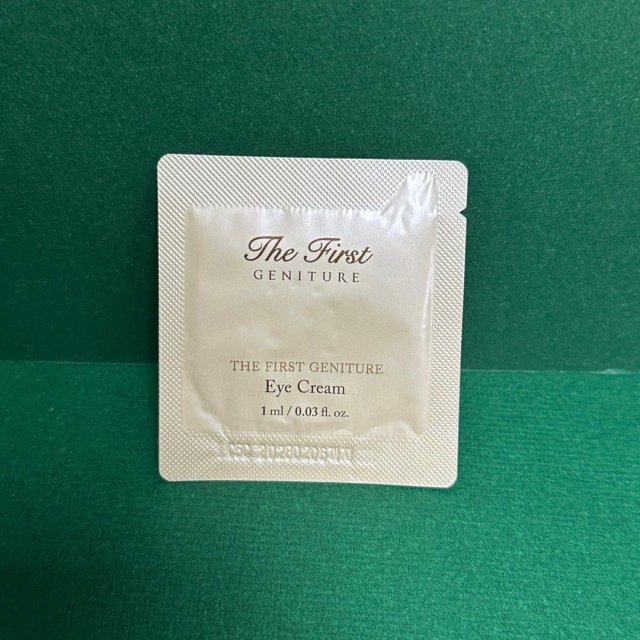 The First
GENITURE
THE FIRST GENITURE
Eye Cream
1 ml / 0.03 fl. oz.